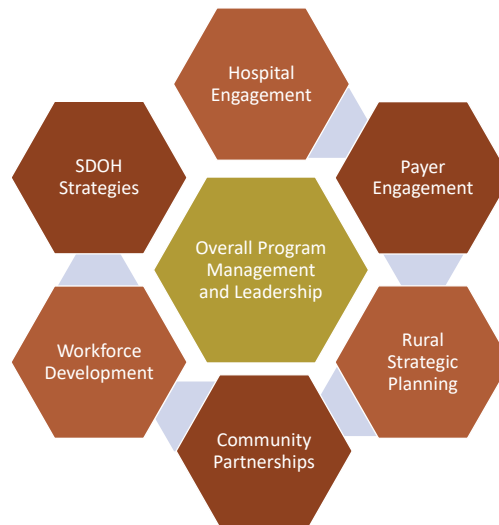 Hospital
Engagement
SDOH
Strategies
Payer
Engagement
Overall Program
Management
and Leadership
Workforce
Development
Rural
Strategic
Planning
Community
Partnerships